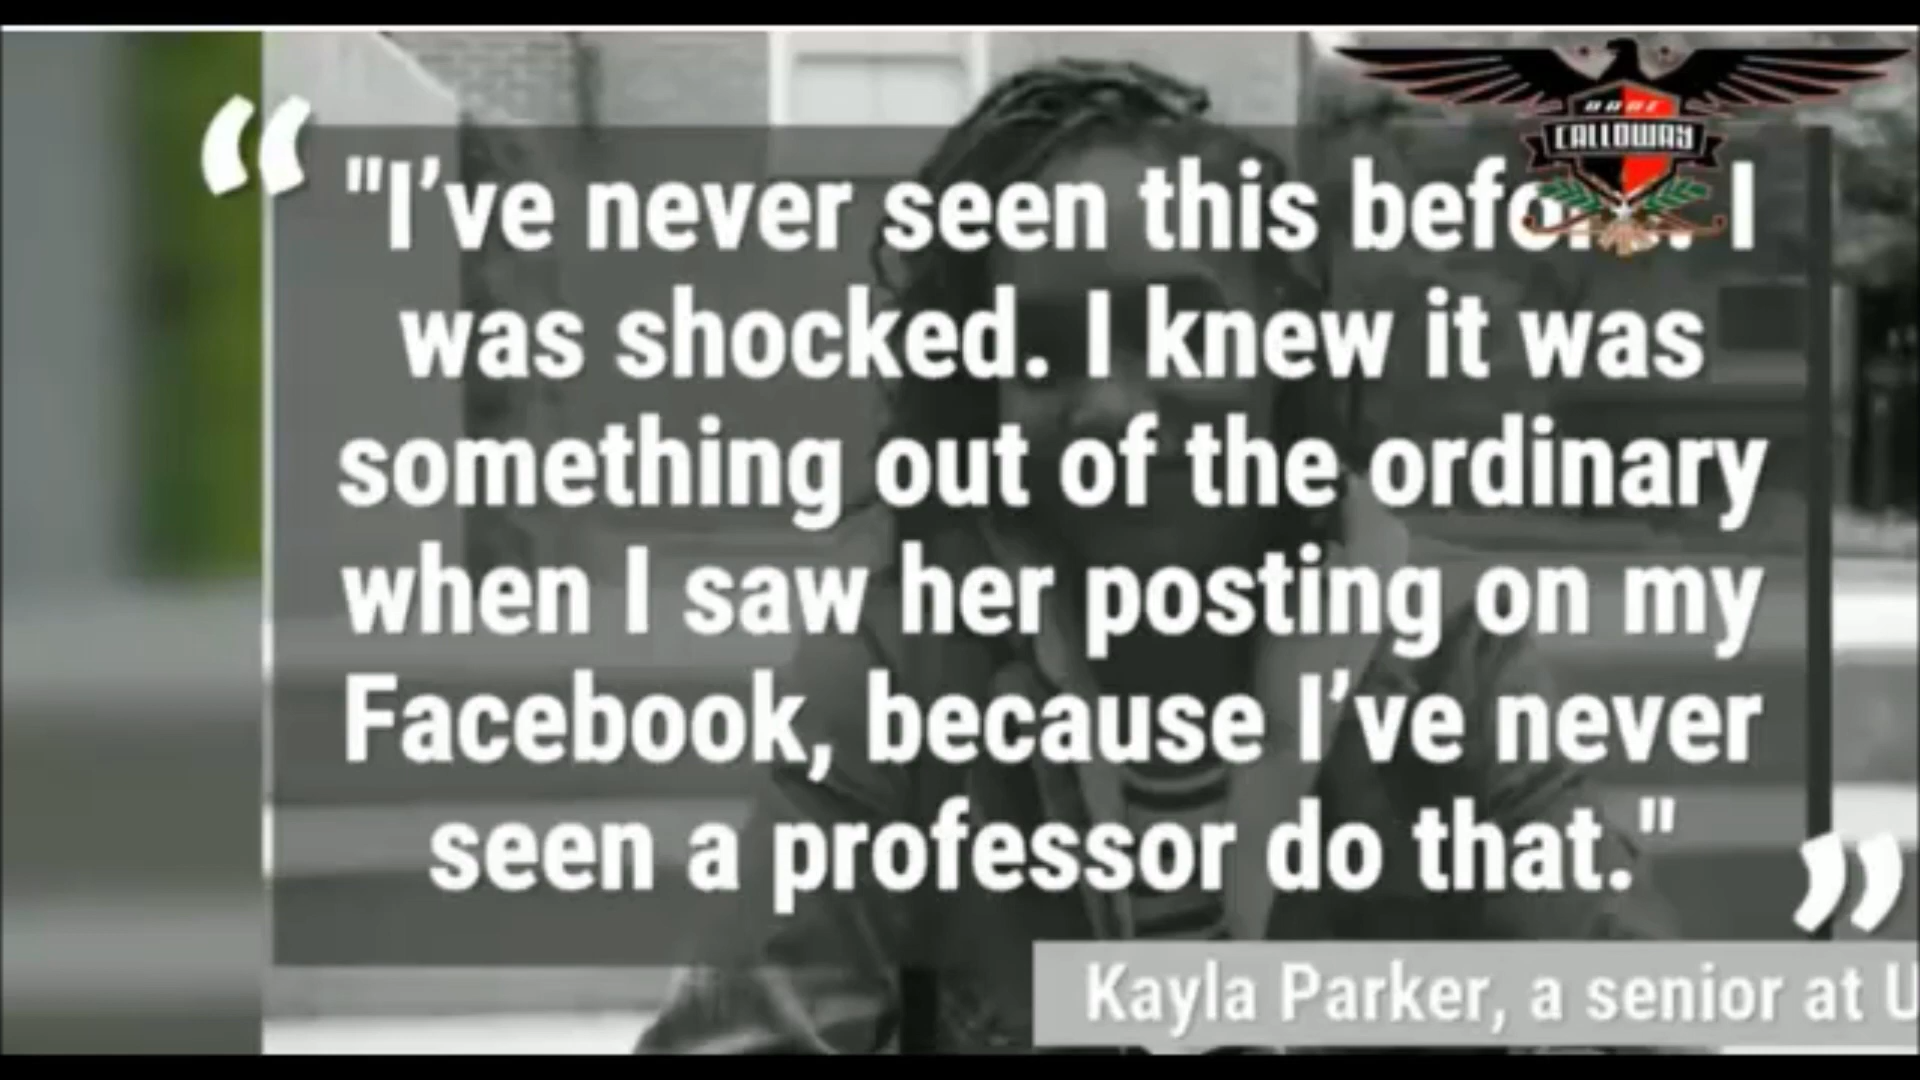 "I've never seen this before. I
was shocked. I knew it was
something out of the ordinary
when I saw her posting on my
Facebook, because I've never
seen a professor do that."
Kayla Parker, a senior at U
CALLOWAY